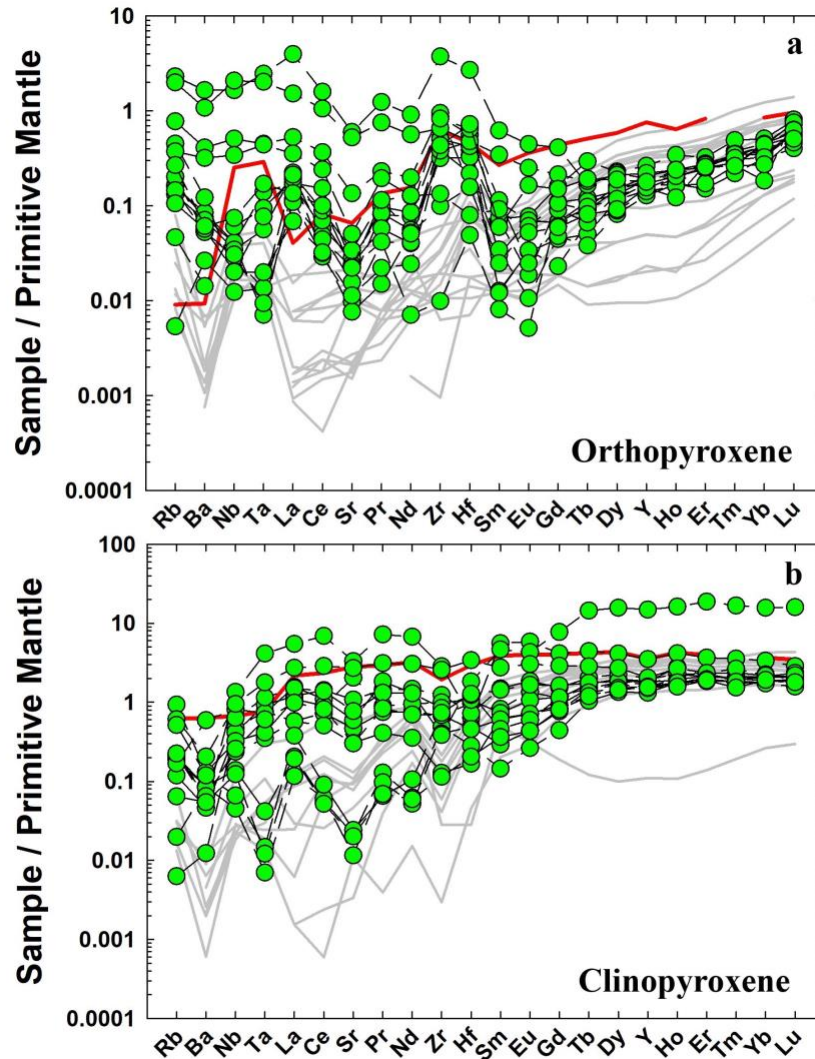 10
a
1
0.1
0.01
0.001
0.0001
Sample / Primitive Mantle
Orthopyroxene
Rb Ba Nb Ta La Ce Sr Pr Nd Zr Hf Sm Eu Gd Tb Dy Y Ho Er Tm Yb Lu
100
b
10
1
0.1
0.01
0.001
0.0001
Sample / Primitive Mantle
Clinopyroxene
Rb Ba Nb Ta La Ce Sr Pr Nd Zr Hf Sm Eu Gd Tb Dy Y Ho Er Tm Yb Lu